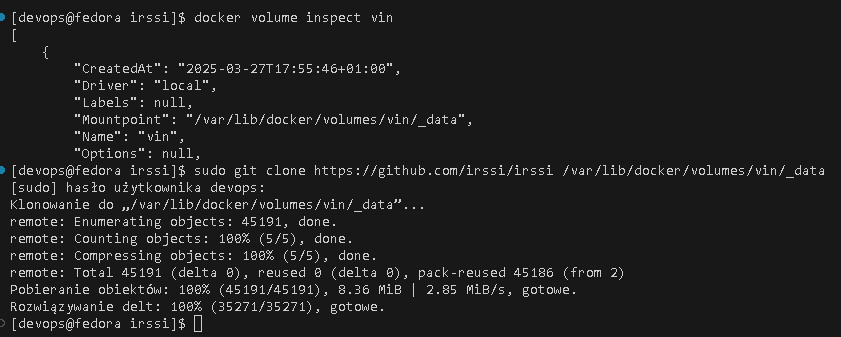 [devops@fedora irssi]$ docker volume inspect vin
[
    {
        "CreatedAt": "2025-03-27T17:55:46+01:00",
        "Driver": "local",
        "Labels": null,
        "Mountpoint": "/var/lib/docker/volumes/vin/_data",
        "Name": "vin",
        "Options": null,
[devops@fedora irssi]$ sudo git clone https://github.com/irssi/irssi /var/lib/docker/volumes/vin/_data
[sudo] hasło użytkownika devops:
Klonowanie do „/var/lib/docker/volumes/vin/_data”...
remote: Enumerating objects: 45191, done.
remote: Counting objects: 100% (5/5), done.
remote: Compressing objects: 100% (5/5), done.
remote: Total 45191 (delta 0), reused 0 (delta 0), pack-reused 45186 (from 2)
Pobieranie obiektów: 100% (45191/45191), 8.36 MiB | 2.85 MiB/s, gotowe.
Rozwiązywanie delt: 100% (35271/35271), gotowe.
[devops@fedora irssi]$